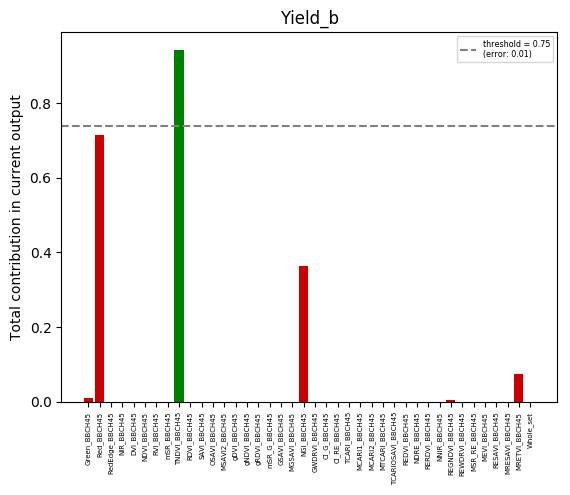 Yield_b
threshold = 0.75
(error: 0.01)
Total contribution in current output
0.8
0.6
0.4
0.2
0.0
Green_BBCH45
Red_BBCH45
RedEdge_BBCH45
NIR_BBCH45
DVI_BBCH45
NDVI_BBCH45
RVI_BBCH45
mSR_BBCH45
TNDVI_BBCH45
RDVI_BBCH45
SAVI_BBCH45
OSAVI_BBCH45
MSAVI2_BBCH45
gDVI_BBCH45
gNDVI_BBCH45
gRDVI_BBCH45
mSR_G_BBCH45
GSAVI_BBCH45
MGSAVI_BBCH45
NGI_BBCH45
GWDRVI_BBCH45
CI_G_BBCH45
CI_RE_BBCH45
TCARI_BBCH45
MCARI1_BBCH45
MCARI2_BBCH45
MTCARI_BBCH45
TCARIOSAVI_BBCH45
REDVI_BBCH45
NDRE_BBCH45
RERDVI_BBCH45
NNIR_BBCH45
REGNDVI_BBCH45
REWDRVI_BBCH45
MSR_RE_BBCH45
MEVI_BBCH45
RESAVI_BBCH45
MRESAVI_BBCH45
MRETVI_BBCH45
Whole_set